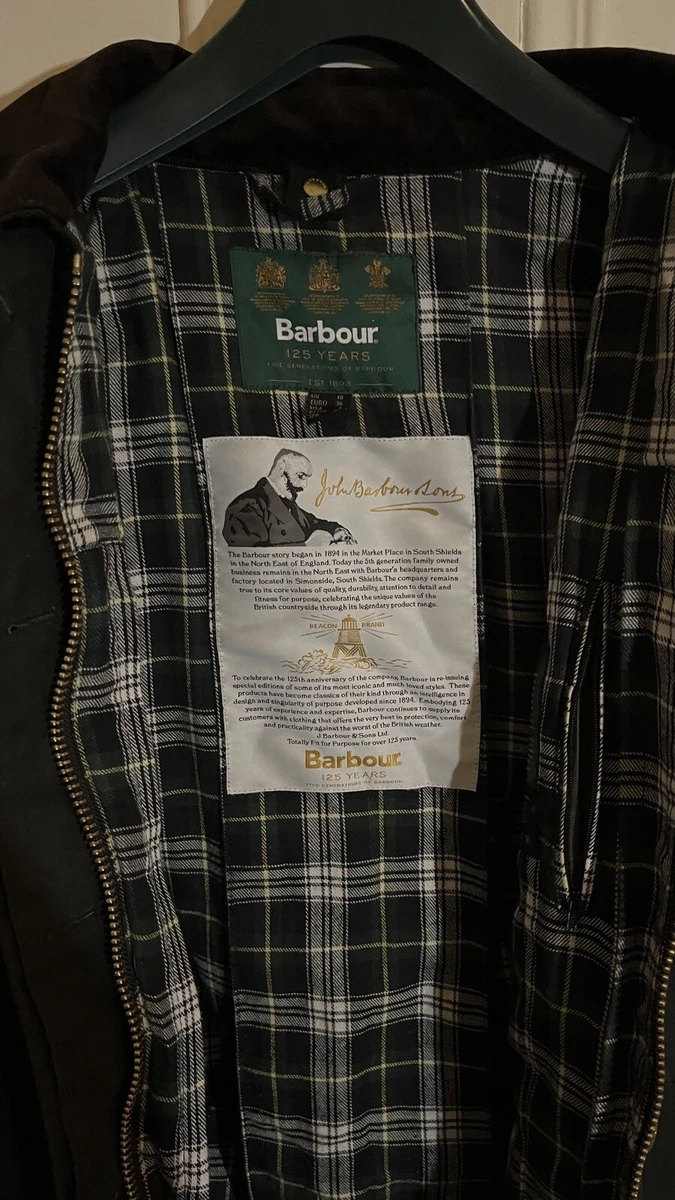 Barbour
125 YEARS
FIVE GENERATIONS OF BARBOUR
EST. 1894
UK
EURO
USA
John Barbour & Sons
The Barbour story began in 1894 in the Market Place in South Shields
in the North East of England. Today the 5th generation family owned
business remains in the North East with Barbour's headquarters and
factory located in Simonside, South Shields. The company remains
true to its core values of quality, durability, attention to detail and
fitness for purpose, celebrating the unique values of the
British countryside through its legendary product range.
BEACON BRAND
To celebrate the 125th anniversary of the company, Barbour is re-issuing
special editions of some of its most iconic and much loved styles. These
products have become classics of their kind through an intelligence in
design and singularity of purpose developed since 1894. Embodying 125
years of experience and expertise, Barbour continues to supply its
customers with clothing that offers the very best in protection, comfort
and practicality against the worst of the British weather.
J Barbour & Sons Ltd.
Totally Fit for Purpose for over 125 years.
Barbour
125 YEARS
FIVE GENERATIONS OF BARBOUR